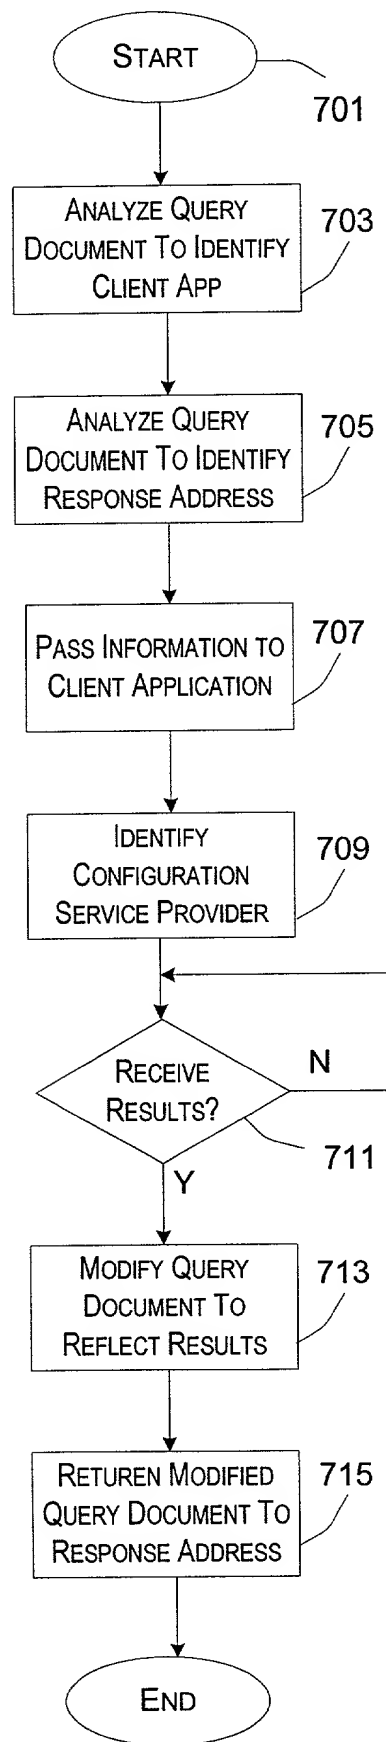 START
701
ANALYZE QUERY
DOCUMENT TO IDENTIFY
CLIENT APP
703
ANALYZE QUERY
DOCUMENT TO IDENTIFY
RESPONSE ADDRESS
705
PASS INFORMATION TO
CLIENT APPLICATION
707
IDENTIFY
CONFIGURATION
SERVICE PROVIDER
709
RECEIVE
RESULTS?
N
711
Y
MODIFY QUERY
DOCUMENT TO
REFLECT RESULTS
713
RETUREN MODIFIED
QUERY DOCUMENT TO
RESPONSE ADDRESS
715
END